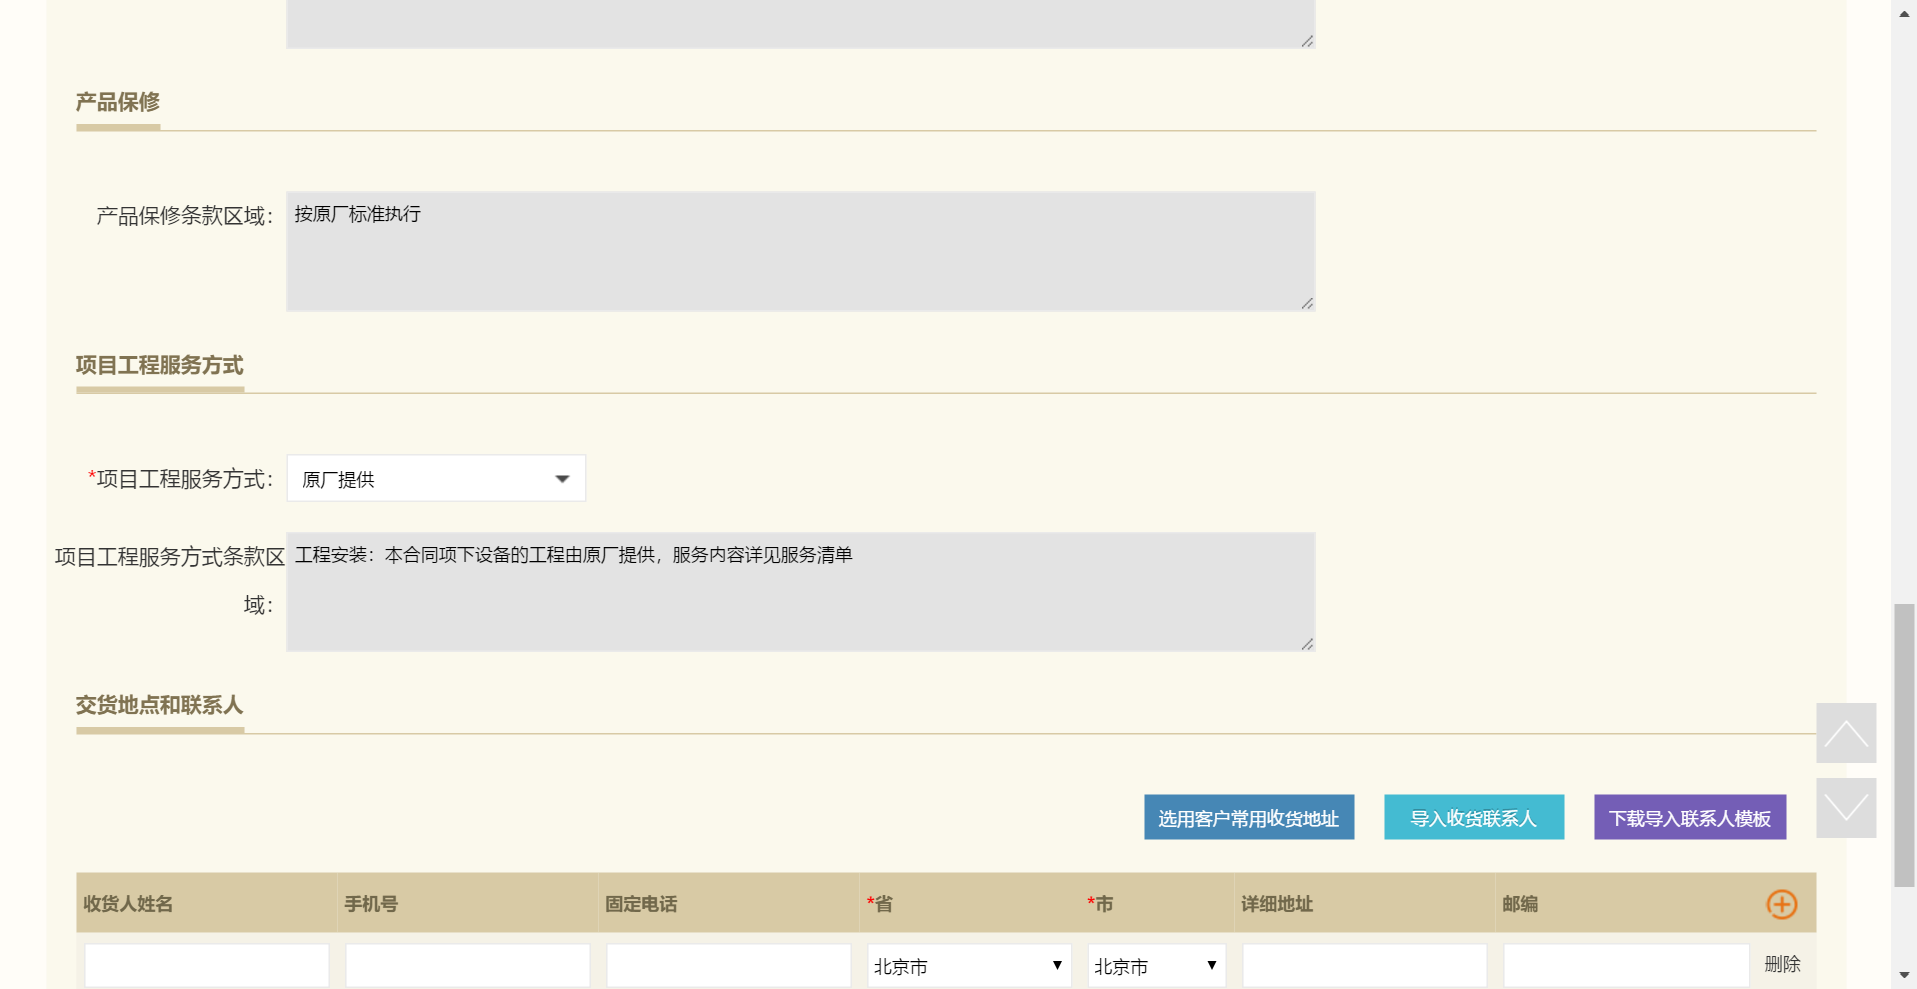 产品保修
产品保修条款区域：
按原厂标准执行
项目工程服务方式
*项目工程服务方式：
原厂提供
项目工程服务方式条款区
域：
工程安装：本合同项下设备的工程由原厂提供，服务内容详见服务清单
交货地点和联系人
选用客户常用收货地址 导入收货联系人 下载导入联系人模板
收货人姓名 手机号 固定电话 *省 *市 详细地址 邮编
北京市 北京市 删除